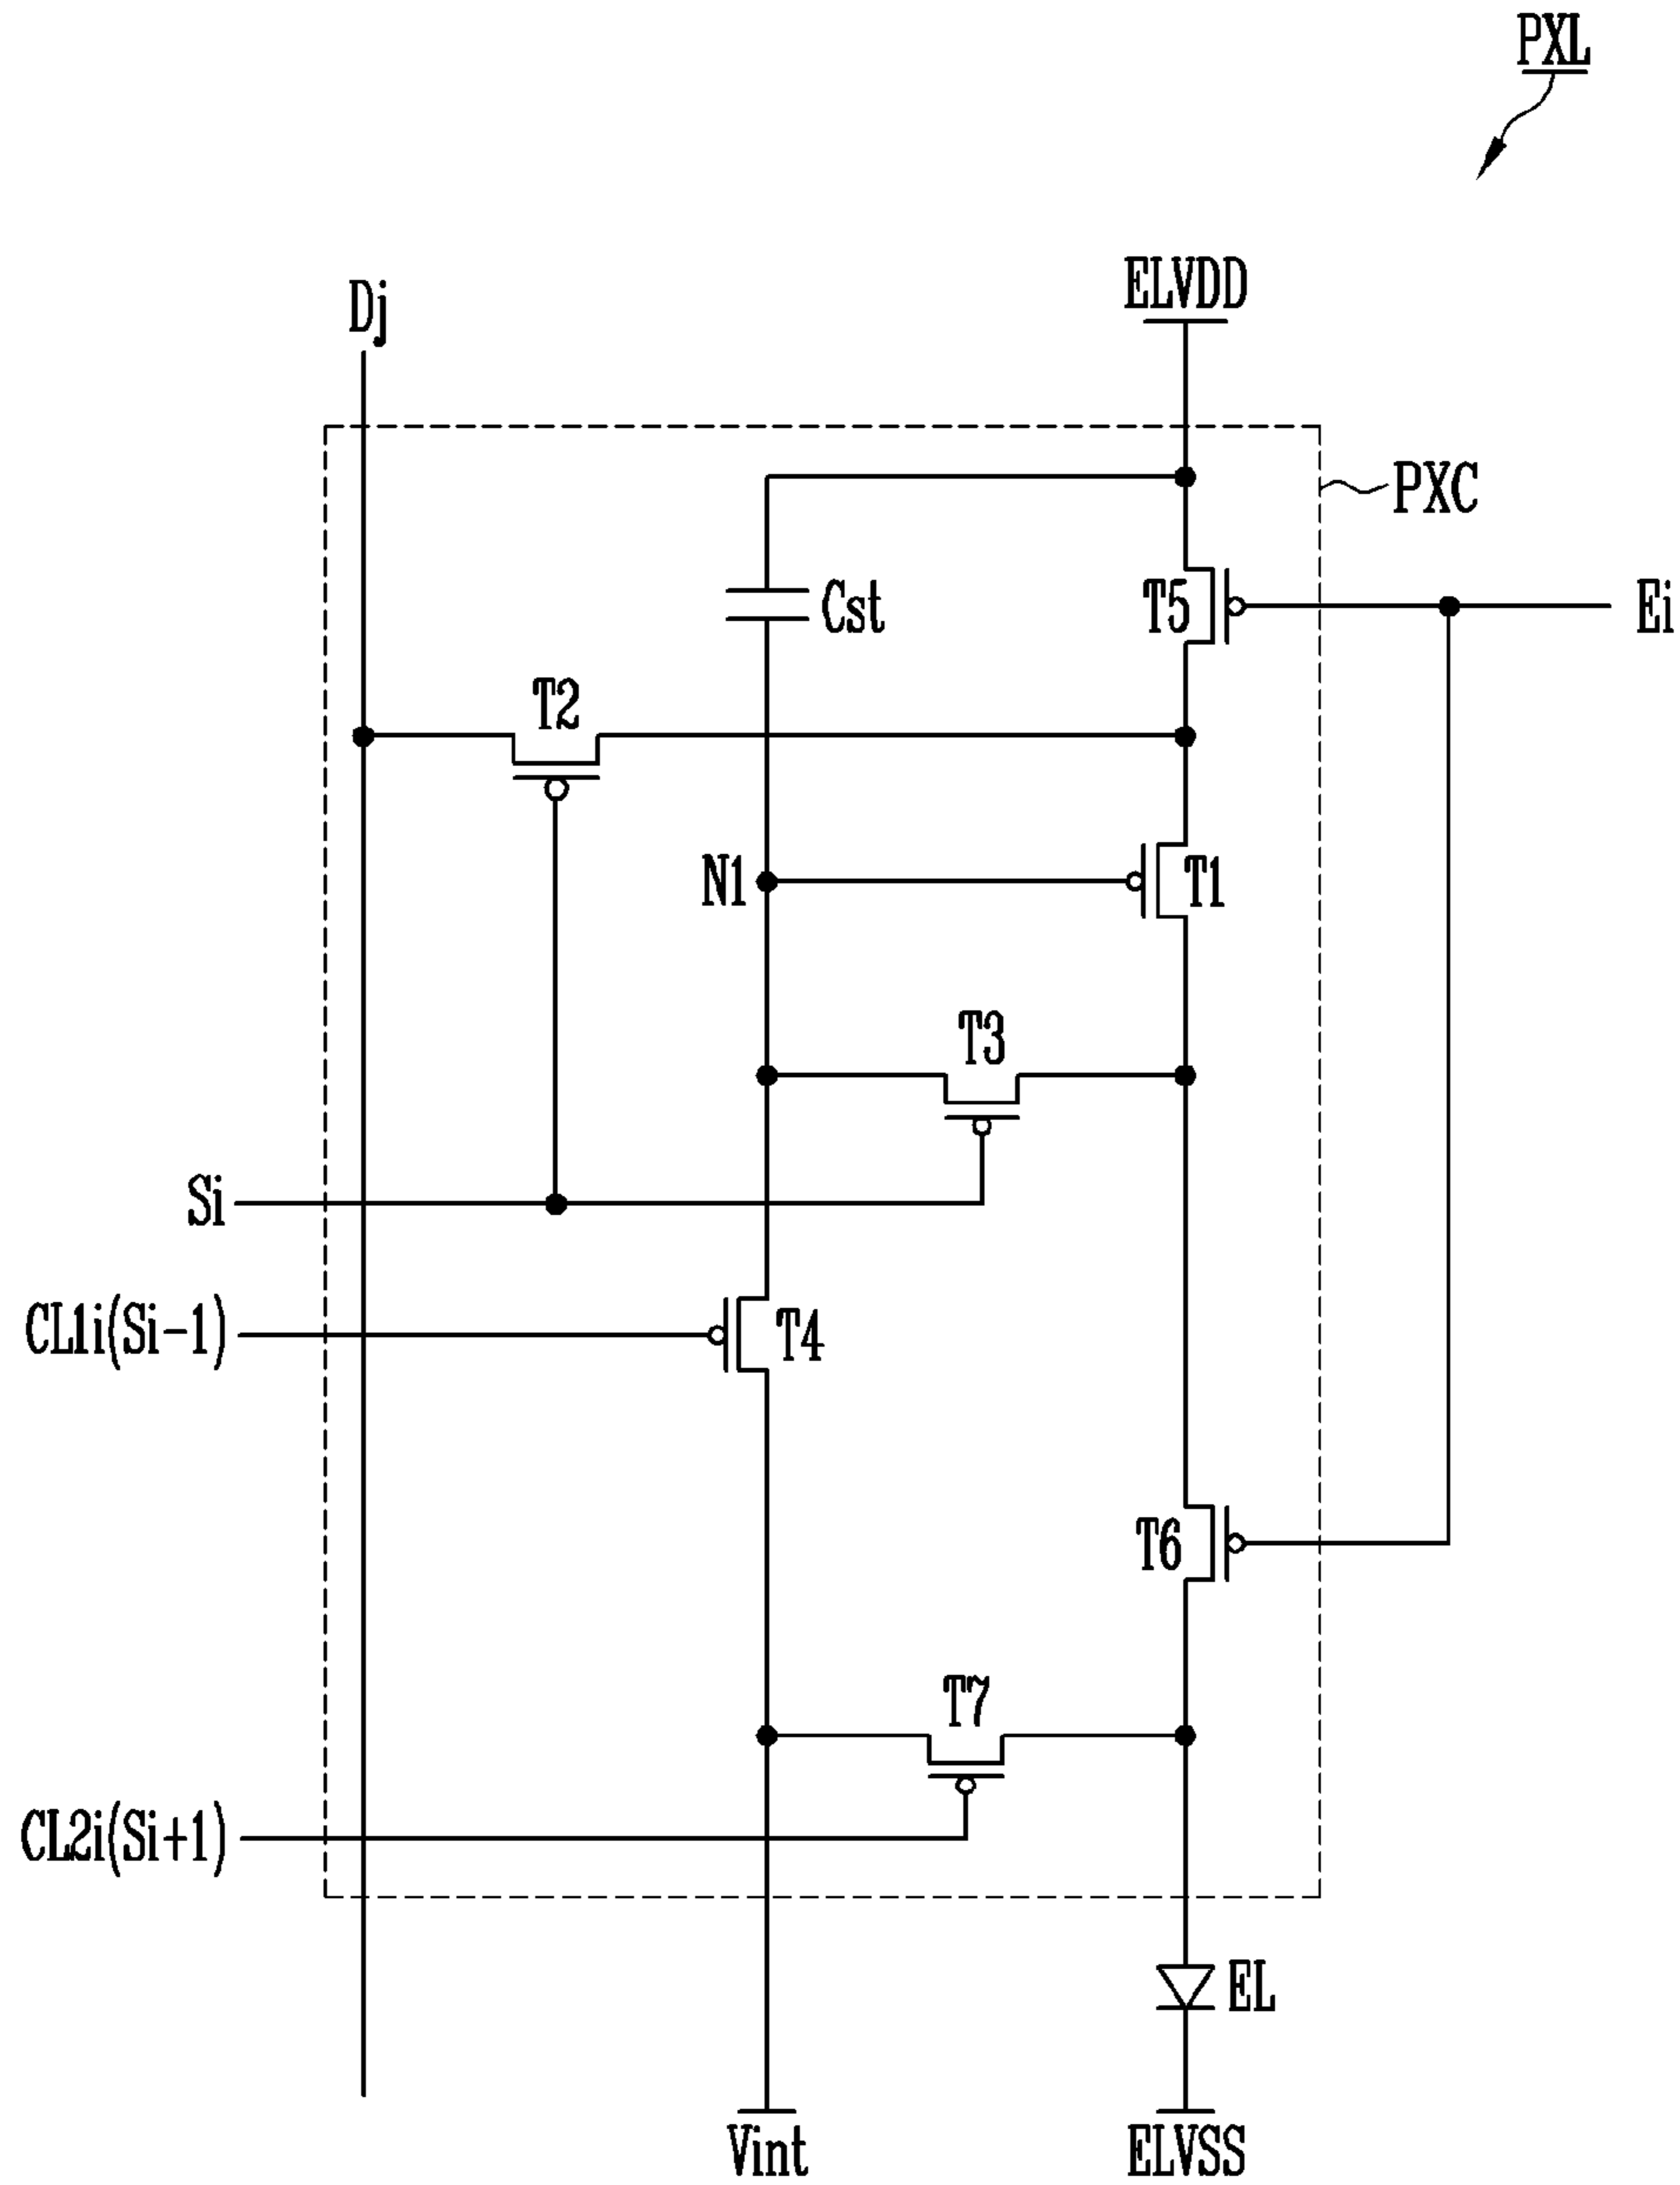 PXL
ELVDD
Dj
PXC
Cst
T5
Ei
T2
N1
T1
T3
Si
CL1i(Si-1)
T4
T6
T7
CL2i(Si+1)
EL
Vint
ELVSS